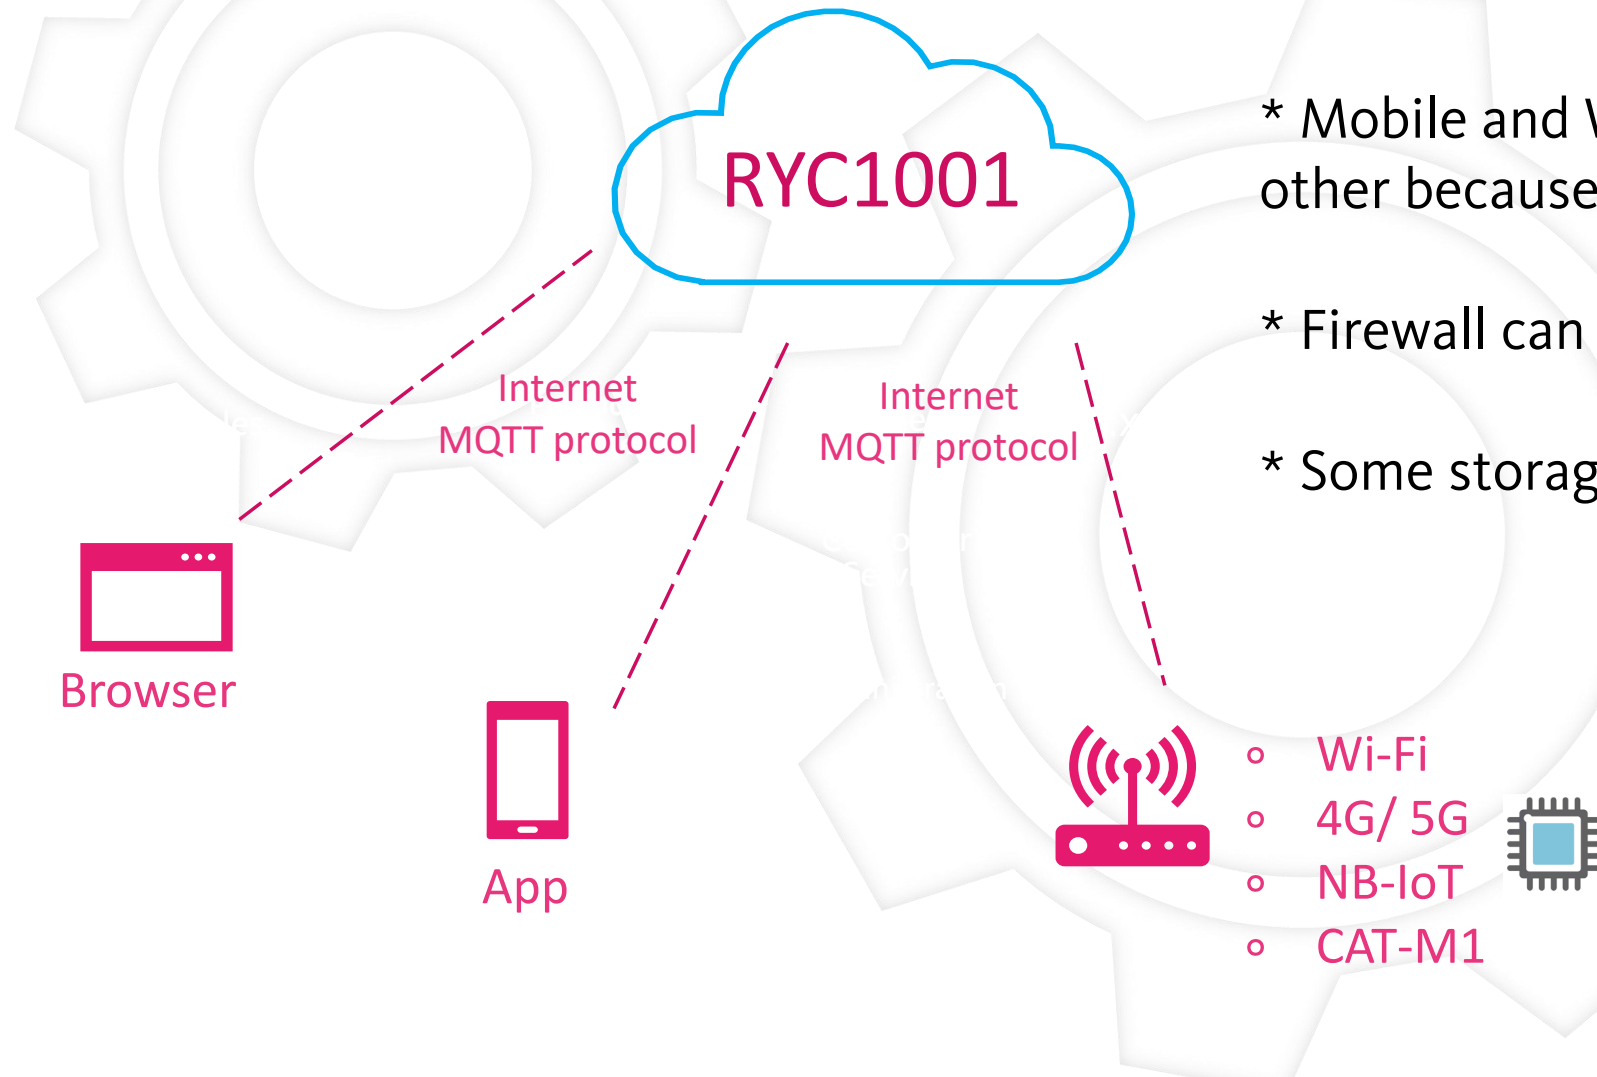 RYC1001
* Mobile and
other because
* Firewall can
* Some storag
Internet
MQTT protocol
Internet
MQTT protocol
Browser
App
Wi-Fi
4G/ 5G
NB-IoT
CAT-M1